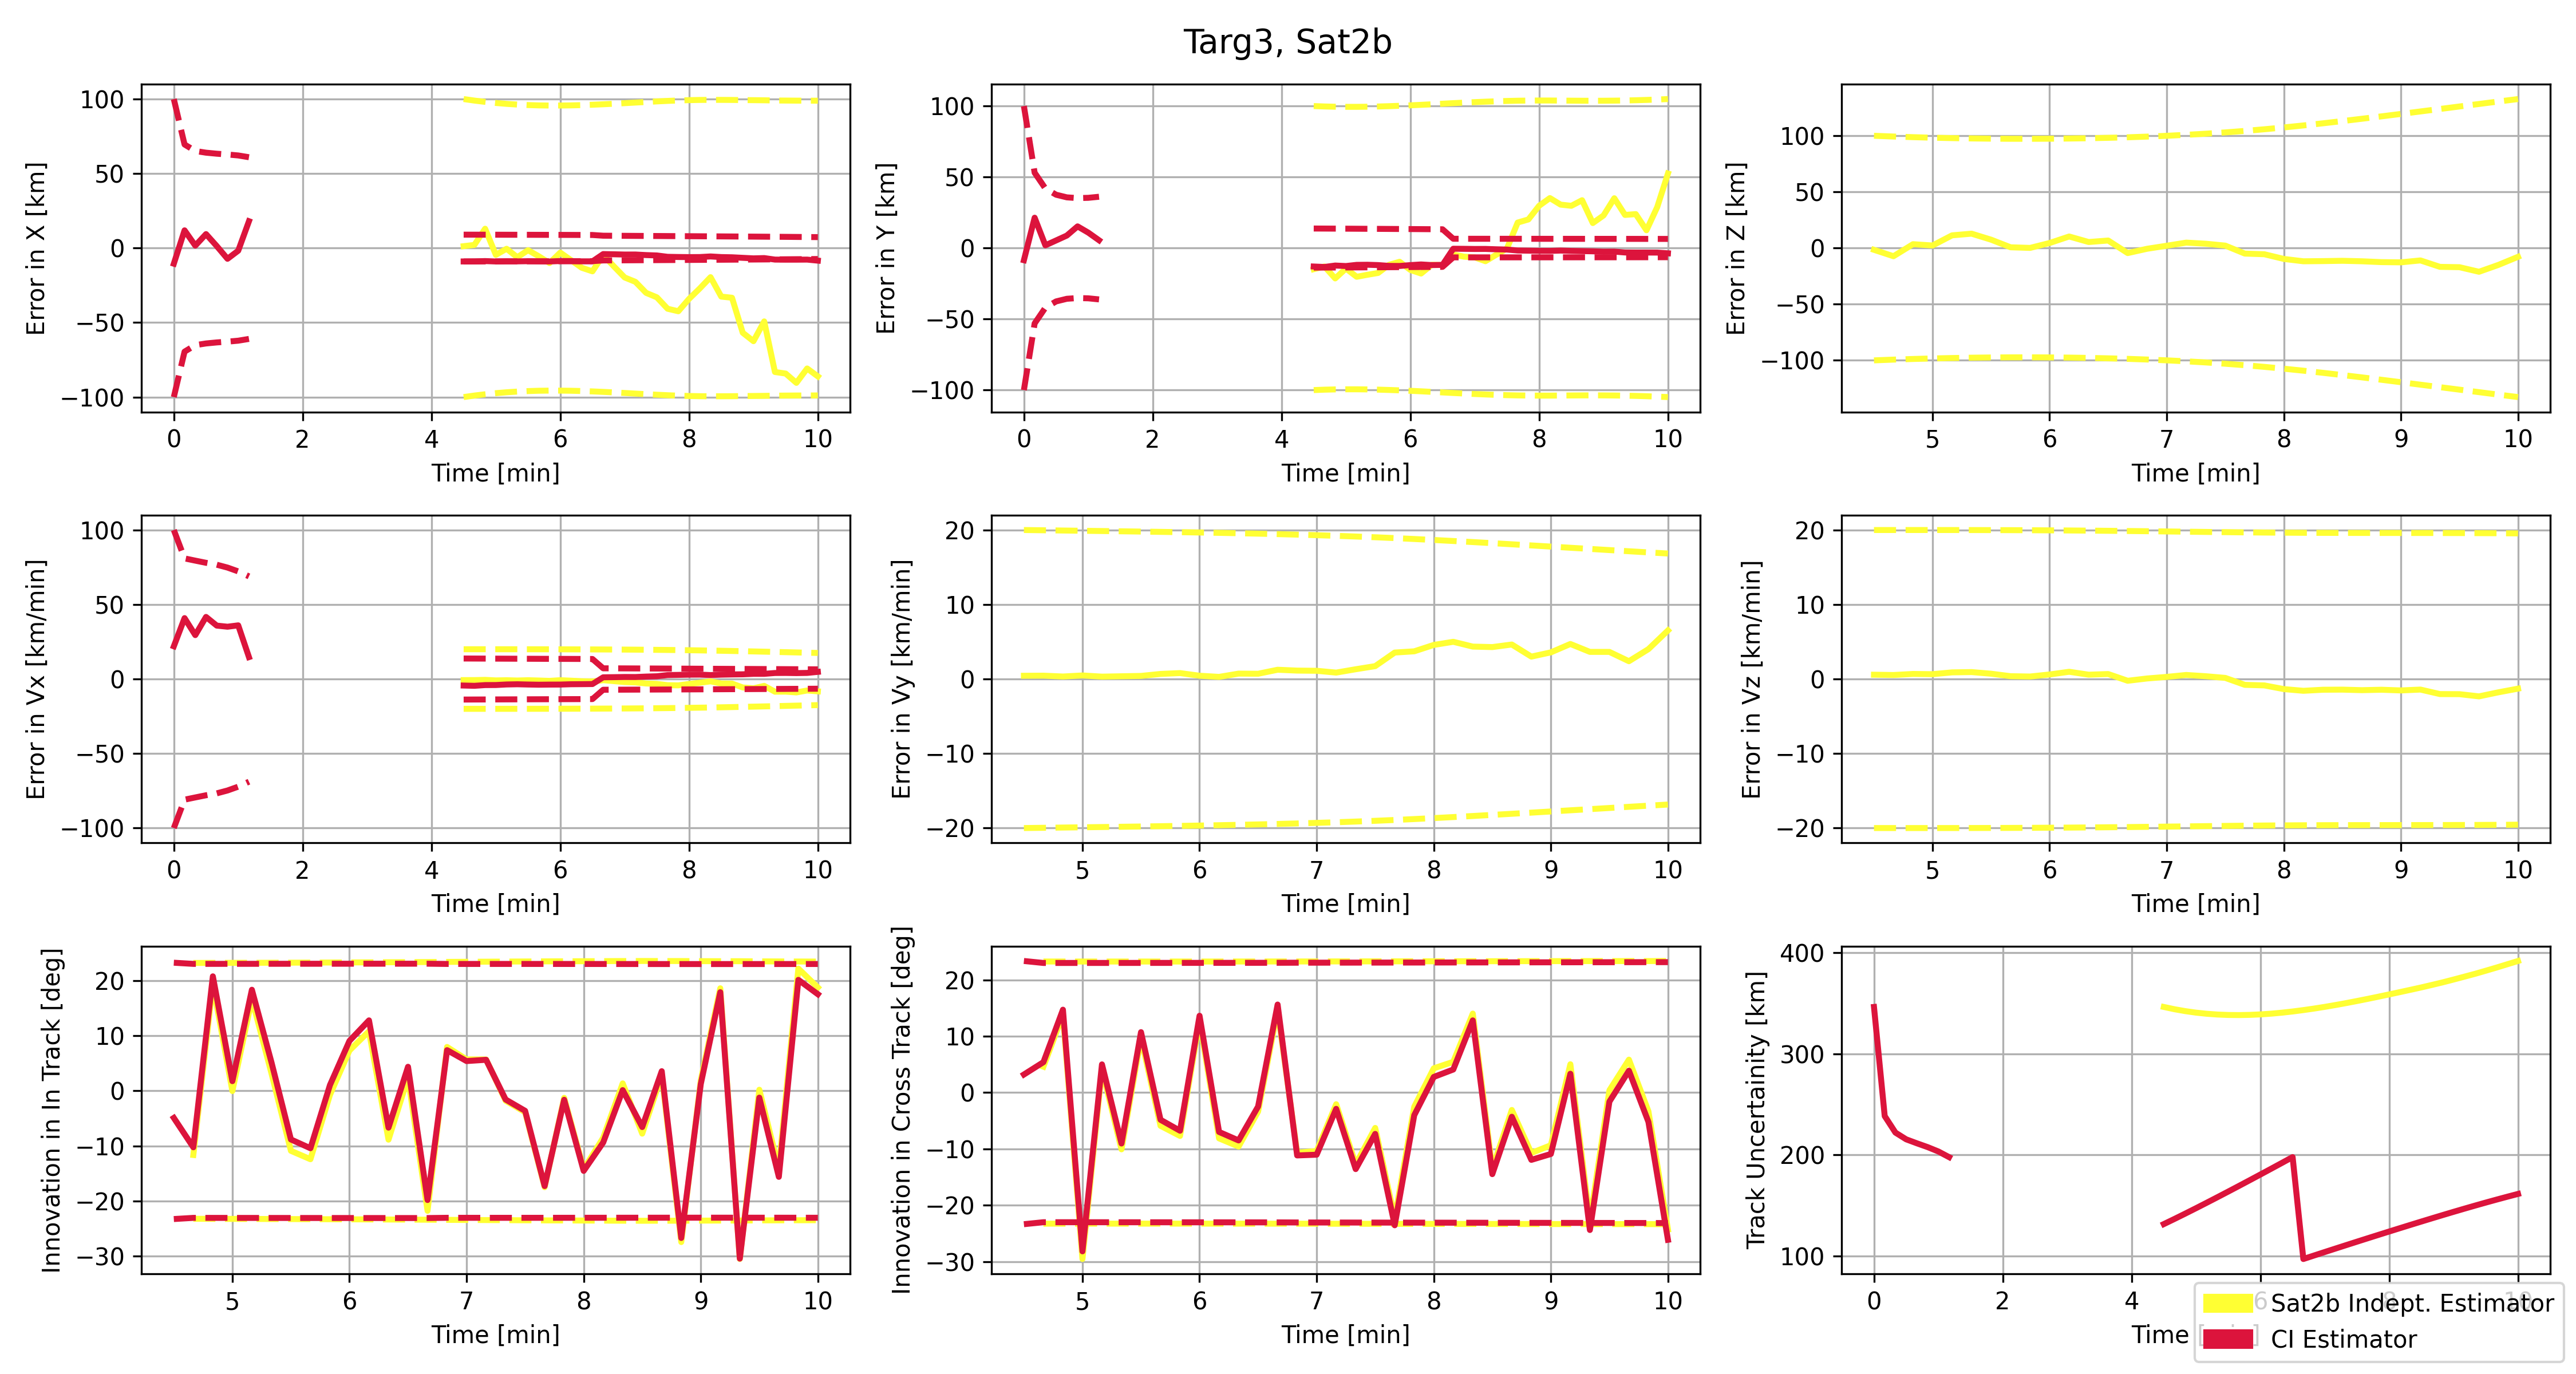 Targ3, Sat2b
Error in X [km]
100
50
0
−50
−100
0 2 4 6 8 10
Time [min]
Error in Y [km]
100
50
0
−50
−100
0 2 4 6 8 10
Time [min]
Error in Z [km]
100
50
0
−50
−100
5 6 7 8 9 10
Time [min]
Error in Vx [km/min]
100
50
0
−50
−100
0 2 4 6 8 10
Time [min]
Error in Vy [km/min]
20
10
0
−10
−20
5 6 7 8 9 10
Time [min]
Error in Vz [km/min]
20
10
0
−10
−20
5 6 7 8 9 10
Time [min]
Innovation in In Track [deg]
20
10
0
−10
−20
−30
5 6 7 8 9 10
Time [min]
Innovation in Cross Track [deg]
20
10
0
−10
−20
−30
5 6 7 8 9 10
Time [min]
Track Uncertainity [km]
400
300
200
100
0 2 4 6 8 10
Time [min]
Sat2b Indept. Estimator
CI Estimator